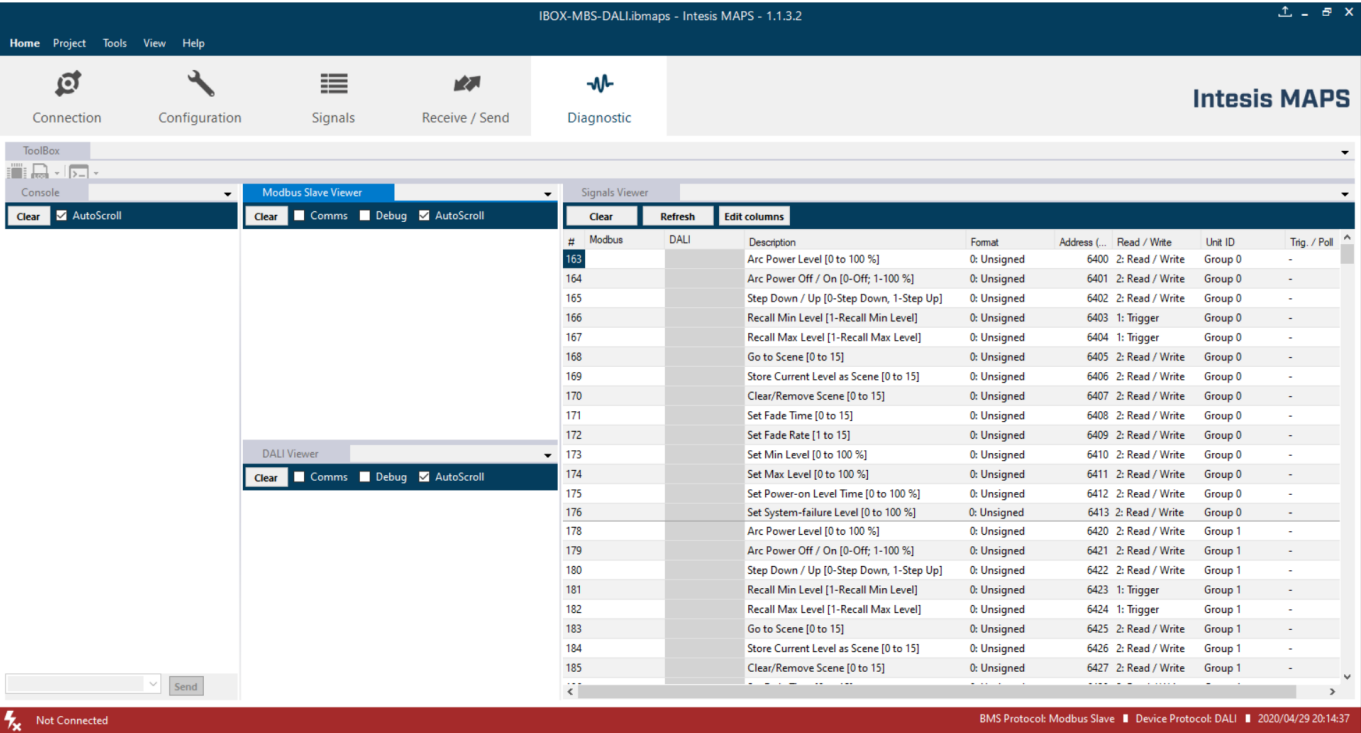 IBOX-MBS-DALI.ibmaps - Intesis MAPS - 1.1.3.2
Home Project Tools View Help
Connection Configuration Signals Receive / Send Diagnostic
Intesis MAPS
ToolBox
Console
Clear AutoScroll
Modbus Slave Viewer
Clear Comms Debug AutoScroll
DALI Viewer
Clear Comms Debug AutoScroll
Signals Viewer
Clear Refresh Edit columns
# Modbus DALI Description Format Address (... Read / Write Unit ID Trig. / Poll
163 Arc Power Level [0 to 100 %] 0: Unsigned 6400 2: Read / Write Group 0 -
164 Arc Power Off / On [0-Off; 1-100 %] 0: Unsigned 6401 2: Read / Write Group 0 -
165 Step Down / Up [0-Step Down, 1-Step Up] 0: Unsigned 6402 2: Read / Write Group 0 -
166 Recall Min Level [1-Recall Min Level] 0: Unsigned 6403 1: Trigger Group 0 -
167 Recall Max Level [1-Recall Max Level] 0: Unsigned 6404 1: Trigger Group 0 -
168 Go to Scene [0 to 15] 0: Unsigned 6405 2: Read / Write Group 0 -
169 Store Current Level as Scene [0 to 15] 0: Unsigned 6406 2: Read / Write Group 0 -
170 Clear/Remove Scene [0 to 15] 0: Unsigned 6407 2: Read / Write Group 0 -
171 Set Fade Time [0 to 15] 0: Unsigned 6408 2: Read / Write Group 0 -
172 Set Fade Rate [1 to 15] 0: Unsigned 6409 2: Read / Write Group 0 -
173 Set Min Level [0 to 100 %] 0: Unsigned 6410 2: Read / Write Group 0 -
174 Set Max Level [0 to 100 %] 0: Unsigned 6411 2: Read / Write Group 0 -
175 Set Power-on Level Time [0 to 100 %] 0: Unsigned 6412 2: Read / Write Group 0 -
176 Set System-failure Level [0 to 100 %] 0: Unsigned 6413 2: Read / Write Group 0 -
178 Arc Power Level [0 to 100 %] 0: Unsigned 6420 2: Read / Write Group 1 -
179 Arc Power Off / On [0-Off; 1-100 %] 0: Unsigned 6421 2: Read / Write Group 1 -
180 Step Down / Up [0-Step Down, 1-Step Up] 0: Unsigned 6422 2: Read / Write Group 1 -
181 Recall Min Level [1-Recall Min Level] 0: Unsigned 6423 1: Trigger Group 1 -
182 Recall Max Level [1-Recall Max Level] 0: Unsigned 6424 1: Trigger Group 1 -
183 Go to Scene [0 to 15] 0: Unsigned 6425 2: Read / Write Group 1 -
184 Store Current Level as Scene [0 to 15] 0: Unsigned 6426 2: Read / Write Group 1 -
185 Clear/Remove Scene [0 to 15] 0: Unsigned 6427 2: Read / Write Group 1 -
Send
Not Connected
BMS Protocol: Modbus Slave Device Protocol: DALI 2020/04/29 20:14:37